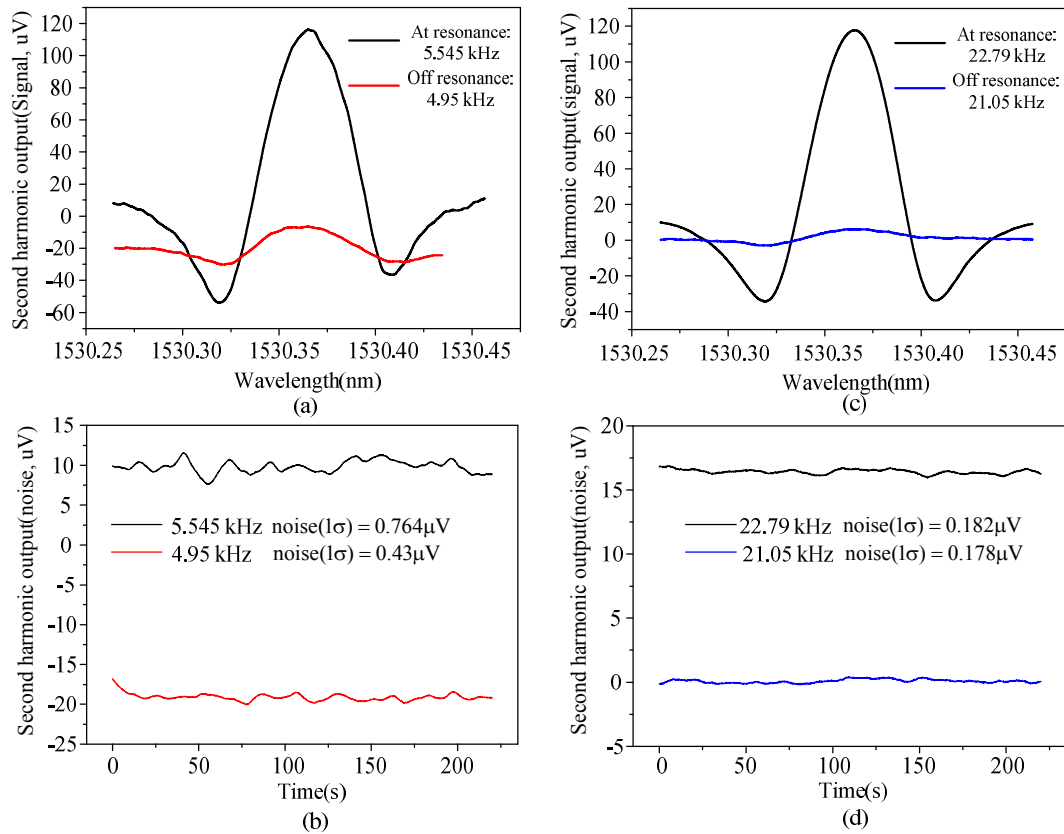 Second harmonic output(Signal, uV)
120
100
80
60
40
20
0
-20
-40
-60
At resonance:
5.545 kHz
Off resonance:
4.95 kHz
1530.25 1530.30 1530.35 1530.40 1530.45
Wavelength(nm)
(a)
Second harmonic output(signal, uV)
120
100
80
60
40
20
0
-20
-40
At resonance:
22.79 kHz
Off resonance:
21.05 kHz
1530.25 1530.30 1530.35 1530.40 1530.45
Wavelength(nm)
(c)
Second harmonic output(noise, uV)
15
10
5
0
-5
-10
-15
-20
-25
5.545 kHz noise(1σ) = 0.764μV
4.95 kHz noise(1σ) = 0.43μV
0 50 100 150 200
Time(s)
(b)
Second harmonic output(noise, uV)
20
15
10
5
0
-5
22.79 kHz noise(1σ) = 0.182μV
21.05 kHz noise(1σ) = 0.178μV
0 50 100 150 200
Time(s)
(d)